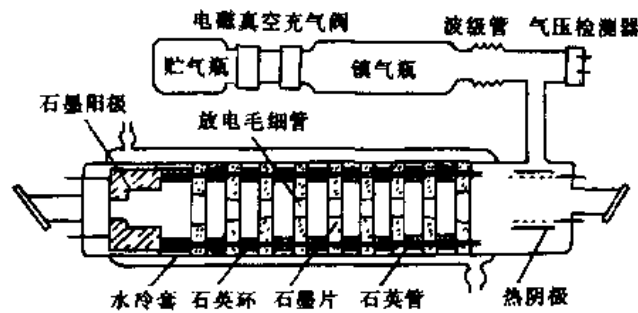 电磁真空充气阀
波级管
气压检测器
贮气瓶
镇气瓶
石墨阳极
放电毛细管
水冷套
石英环
石墨片
石英管
热阴极